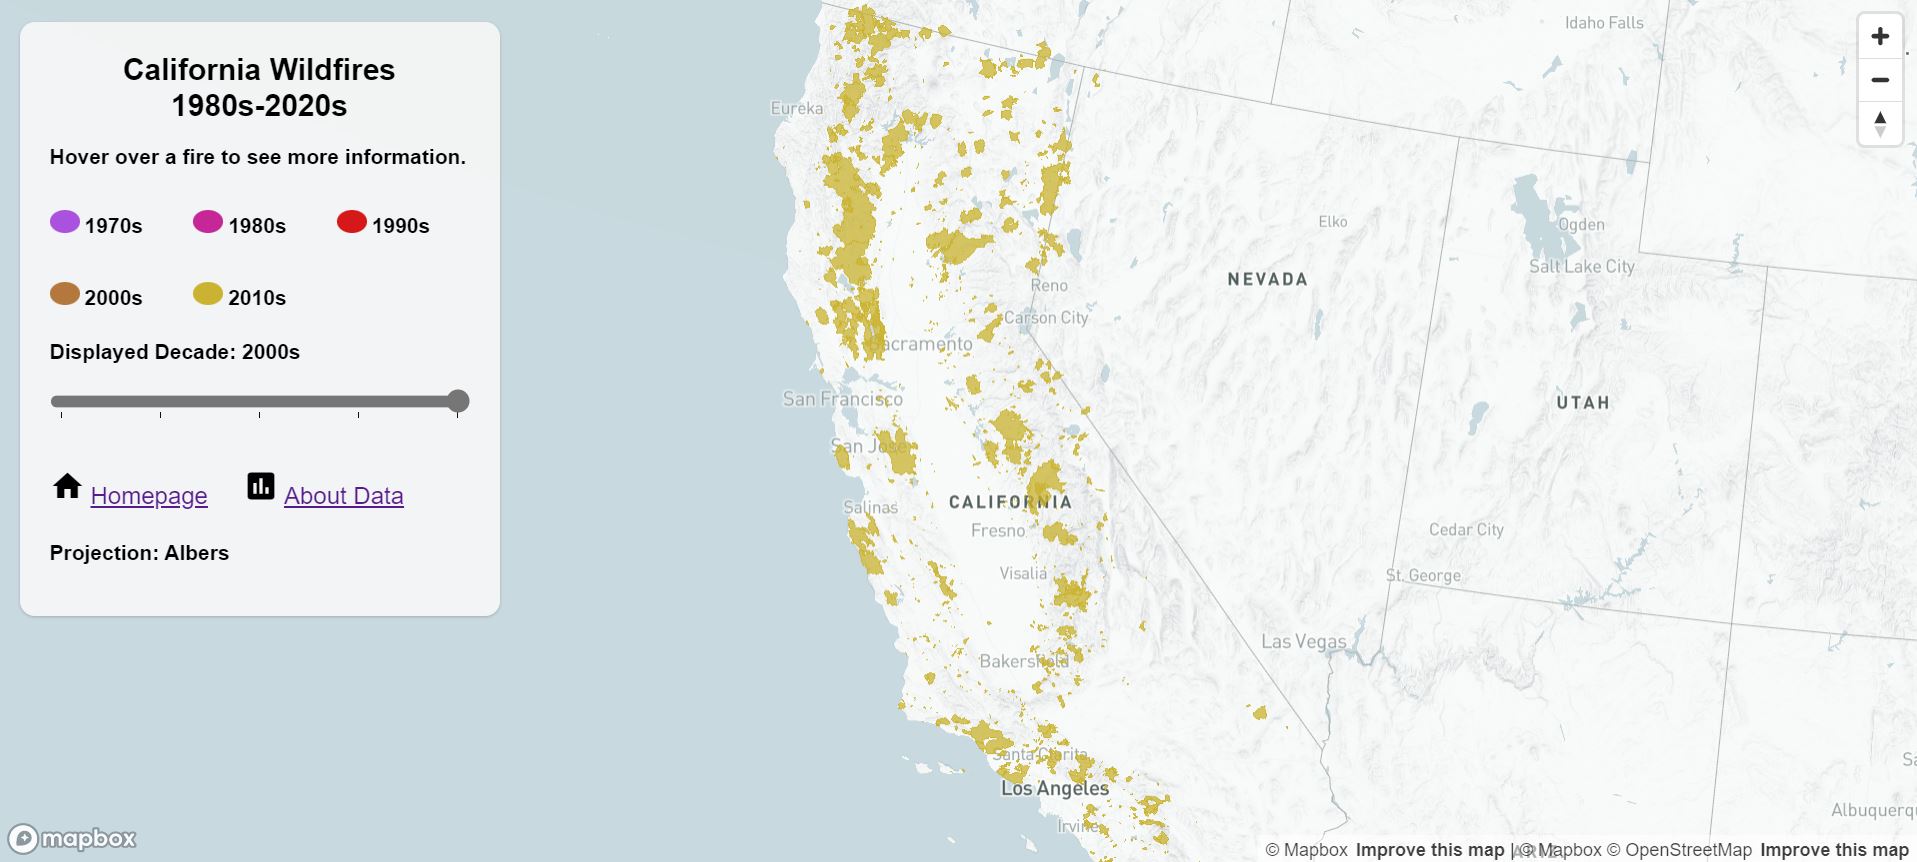 California Wildfires
1980s-2020s
Hover over a fire to see more information.
1970s
1980s
1990s
2000s
2010s
Displayed Decade: 2000s
Homepage
About Data
Projection: Albers
Idaho Falls
Eureka
Elko
Ogden
Salt Lake City
NEVADA
Reno
Carson City
Sacramento
San Francisco
UTAH
San Jose
CALIFORNIA
Salinas
Fresno
Cedar City
Visalia
St. George
Las Vegas
Bakersfield
Santa Clarita
Los Angeles
Albuquerq
Irvine
mapbox
© Mapbox Improve this map | © Mapbox © OpenStreetMap Improve this map